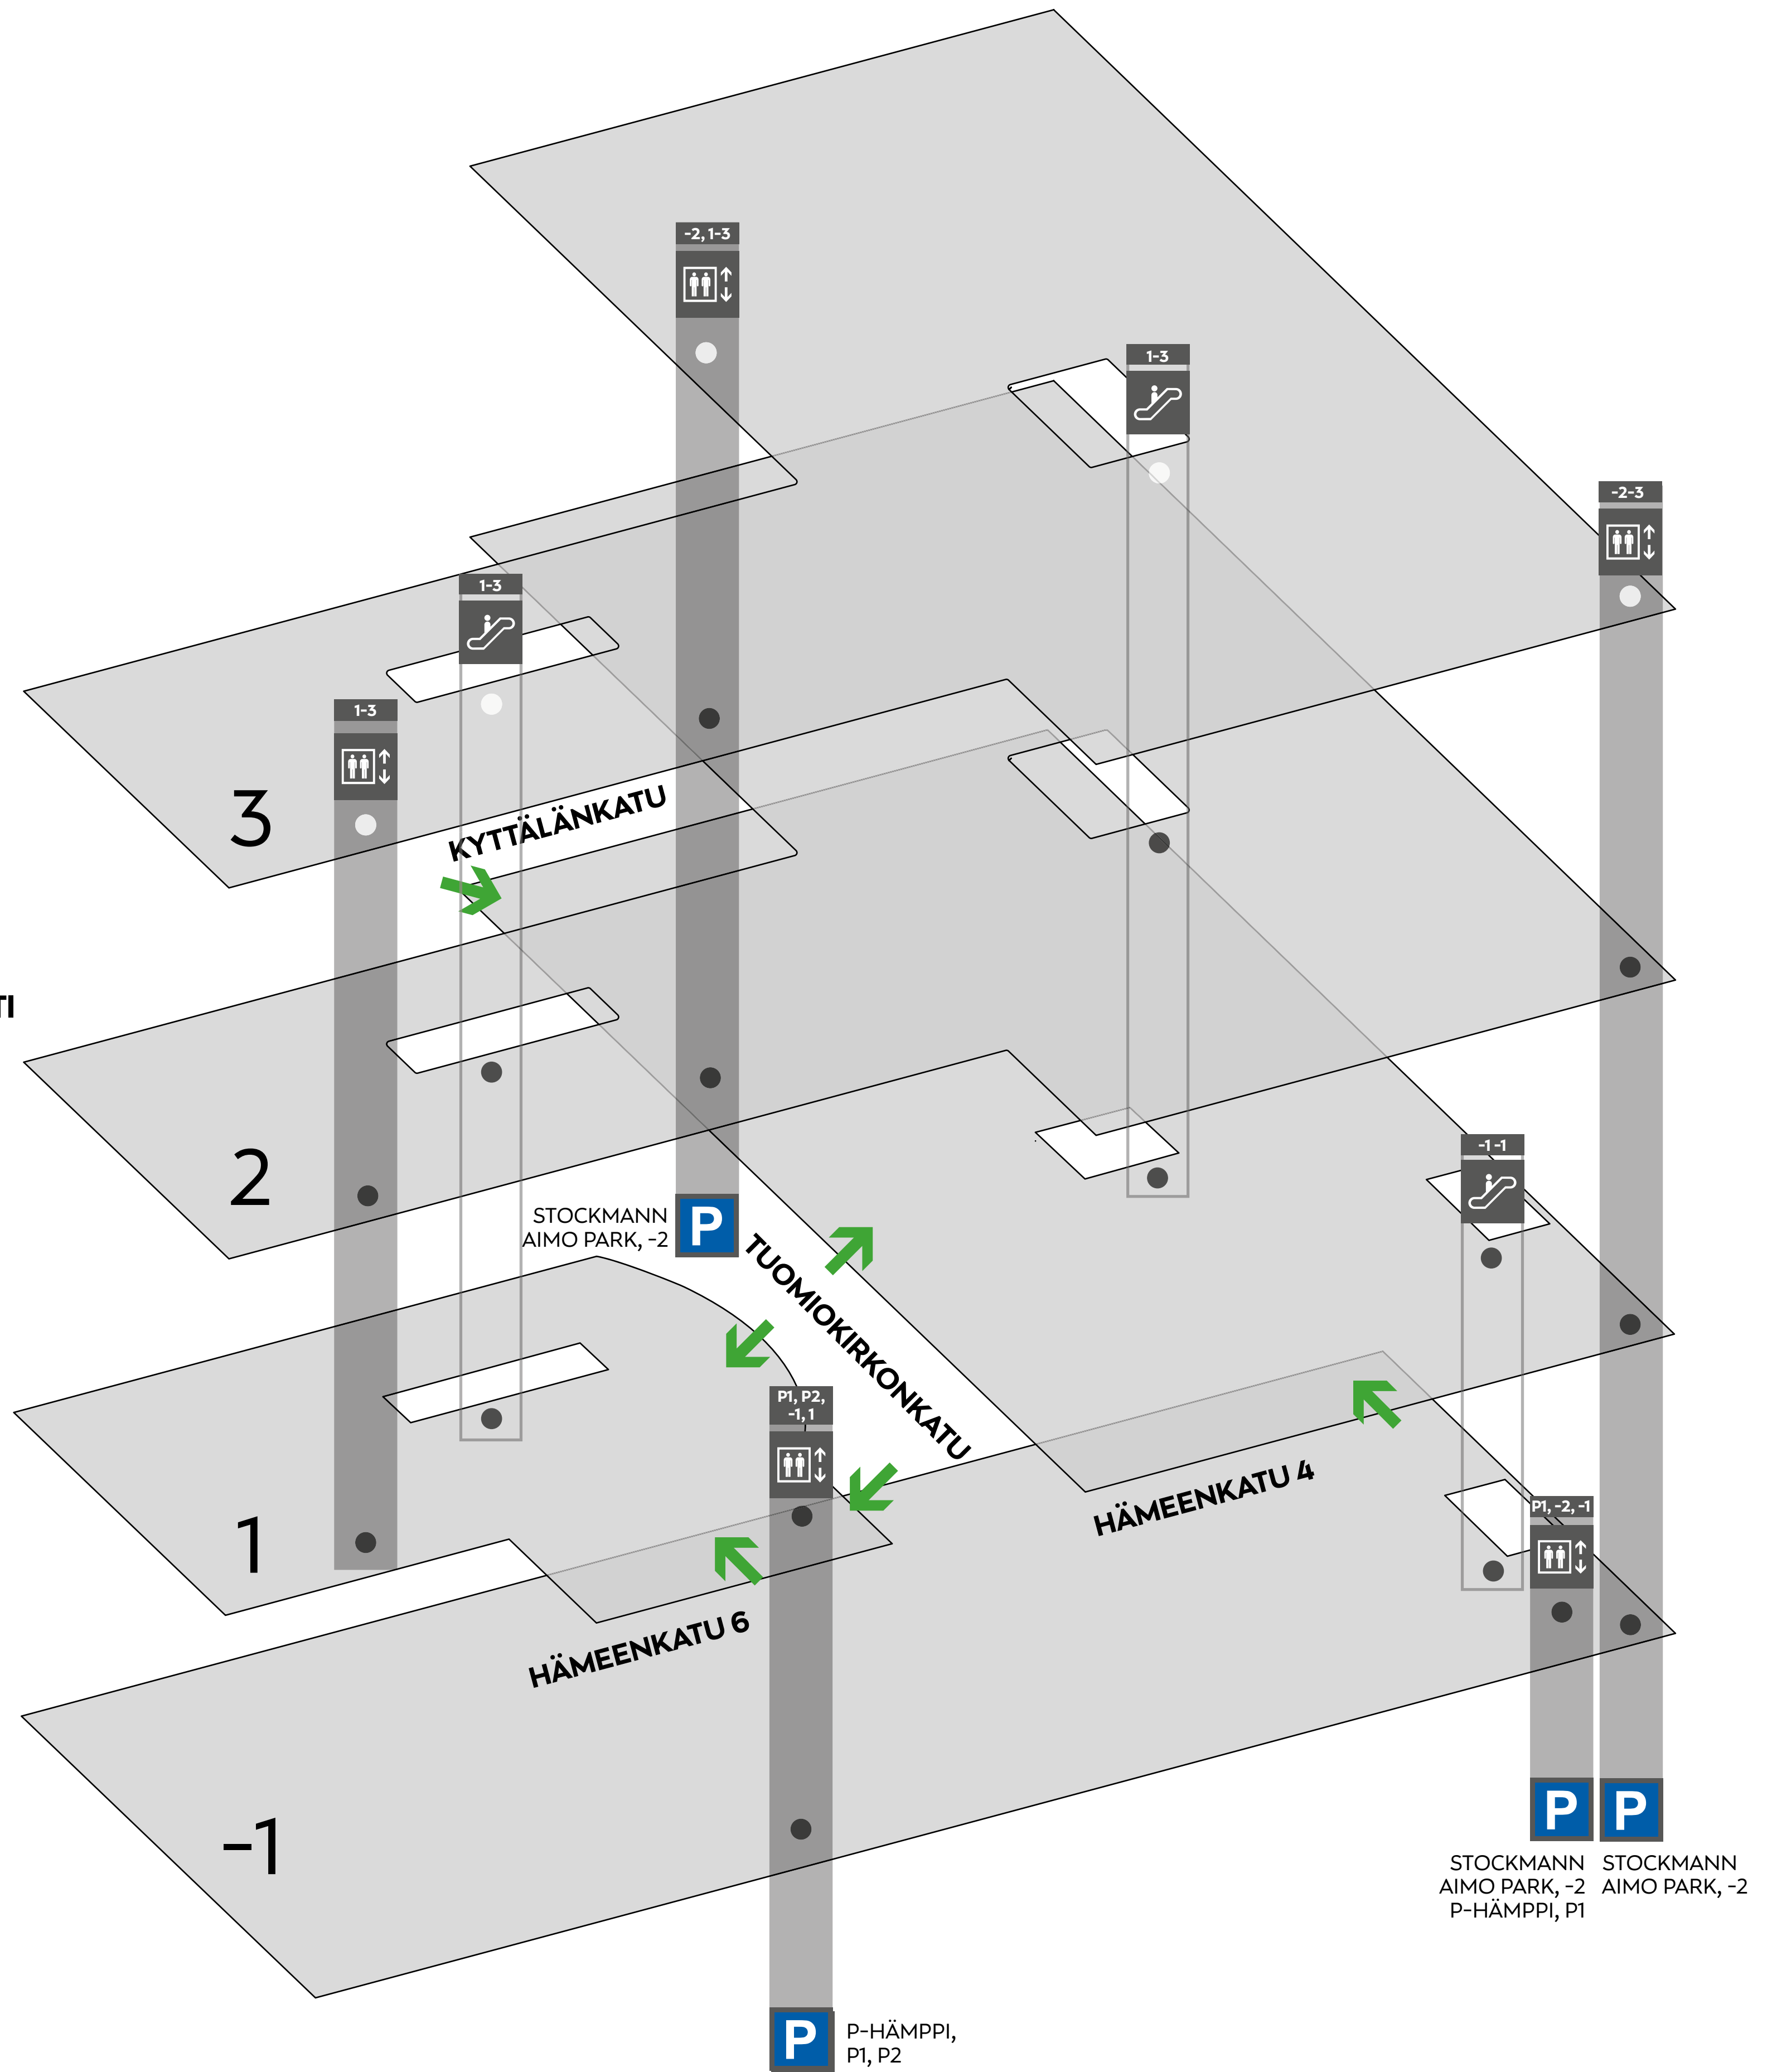 -2, 1-3
1-3
-2-3
1-3
1-3
3
KYTTÄLÄNKATU
TI
-1 -1
2
STOCKMANN
AIMO PARK, -2
P
TUOMIOKIRKONKATU
P1, P2,
-1, 1
HÄMEENKATU 4
P1, -2, -1
1
HÄMEENKATU 6
-1
P
P
STOCKMANN
AIMO PARK, -2
P-HÄMPPI, P1
STOCKMANN
AIMO PARK, -2
P
P-HÄMPPI,
P1, P2